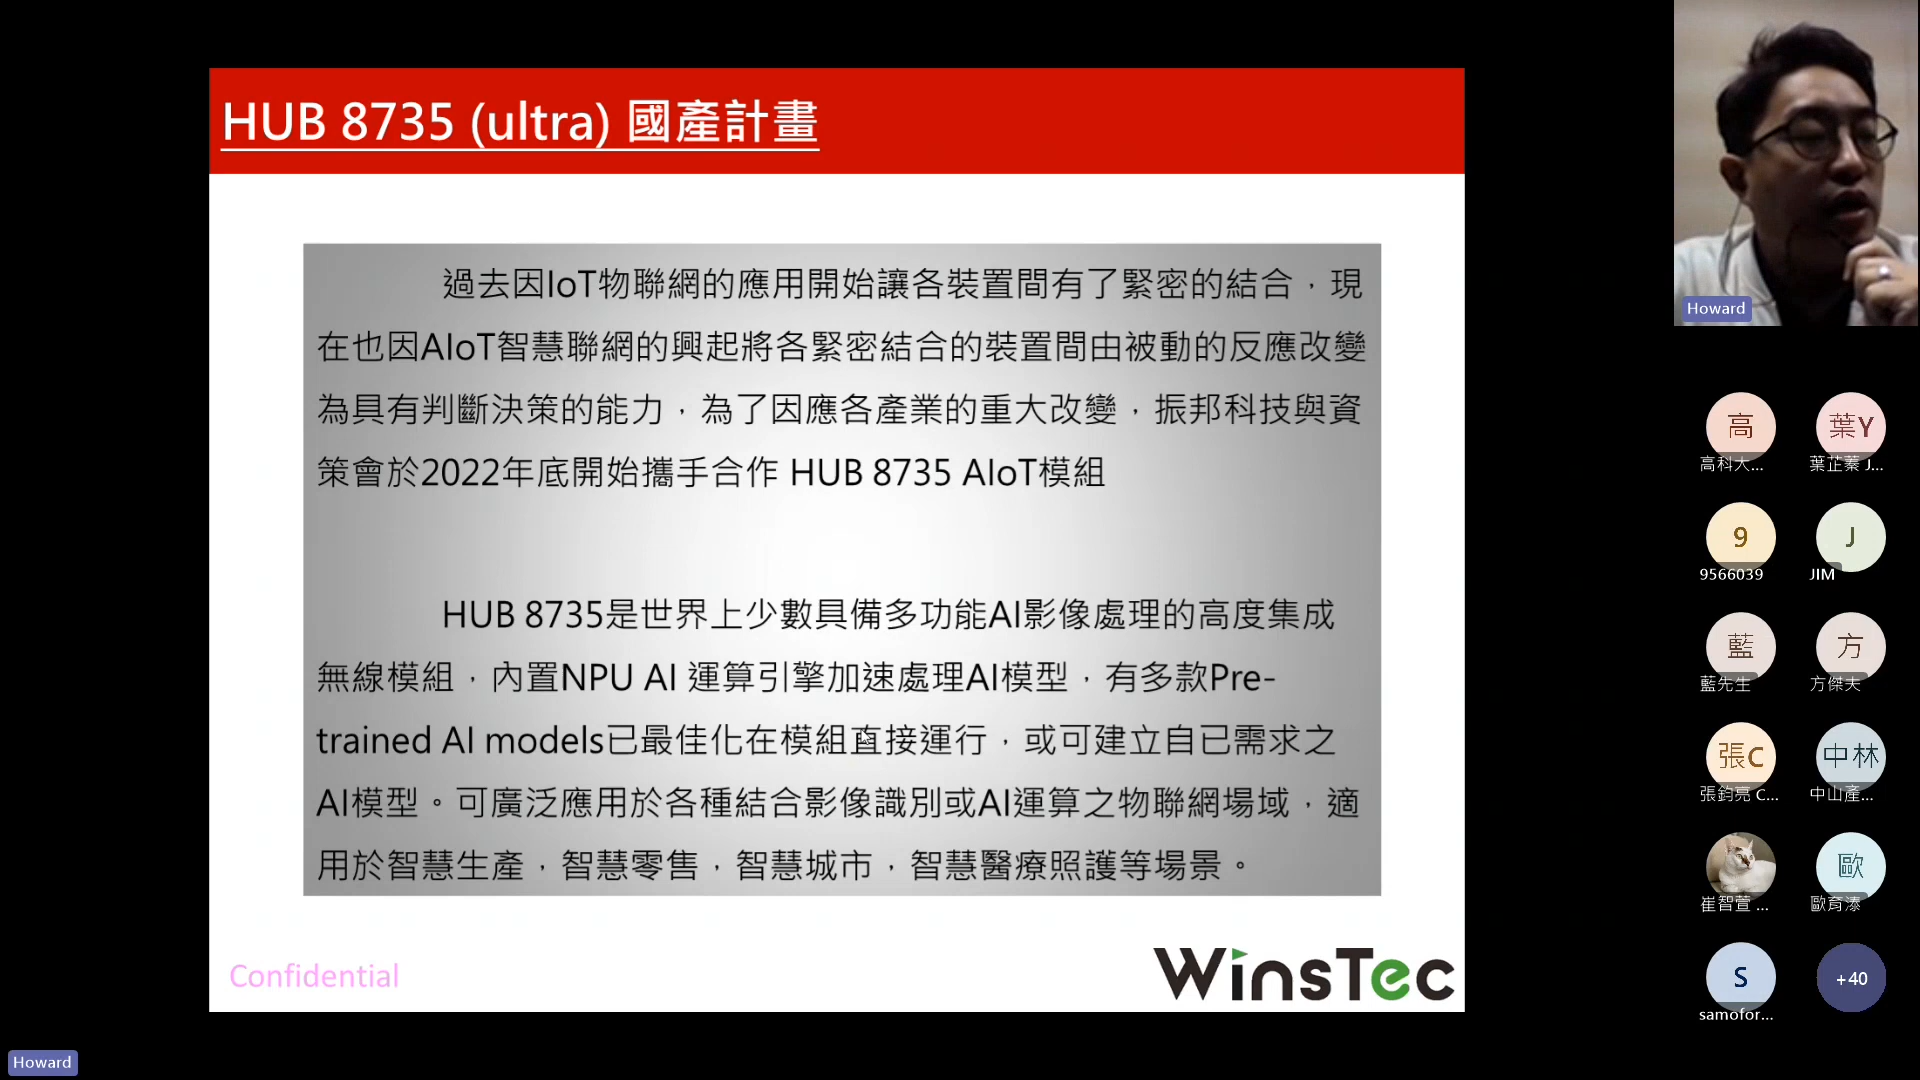 HUB 8735 (ultra) 國產計畫
過去因IoT物聯網的應用開始讓各裝置間有了緊密的結合，現
在也因AIoT智慧聯網的興起將各緊密結合的裝置間由被動的反應改變
為具有判斷決策的能力，為了因應各產業的重大改變，振邦科技與資
策會於2022年底開始攜手合作 HUB 8735 AIoT模組
HUB 8735是世界上少數具備多功能AI影像處理的高度集成
無線模組，內置NPU AI 運算引擎加速處理AI模型，有多款Pre-
trained AI models已最佳化在模組直接運行，或可建立自已需求之
AI模型。可廣泛應用於各種結合影像識別或AI運算之物聯網場域，適
用於智慧生產，智慧零售，智慧城市，智慧醫療照護等場景。
Confidential
WinsTec
Howard
高
葉Y
高科大...
葉芷蓁 J...
9
J
9566039
JIM
藍
方
藍先生
方傑夫
張C
中林
張鈞亮 C...
中山產...
歐
崔智萱 ...
歐育溙
S
+40
samofor...
Howard